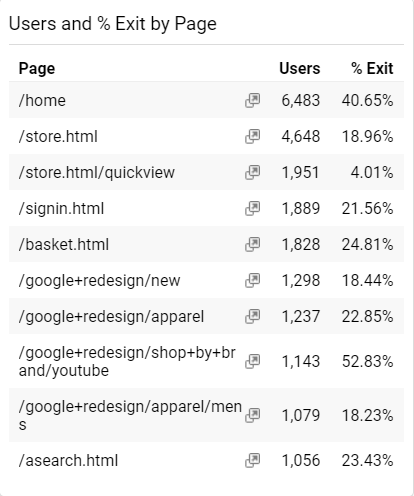 Users and % Exit by Page
Page Users % Exit
/home 6,483 40.65%
/store.html 4,648 18.96%
/store.html/quickview 1,951 4.01%
/signin.html 1,889 21.56%
/basket.html 1,828 24.81%
/google+redesign/new 1,298 18.44%
/google+redesign/apparel 1,237 22.85%
/google+redesign/shop+by+br
and/youtube 1,143 52.83%
/google+redesign/apparel/men
s 1,079 18.23%
/asearch.html 1,056 23.43%